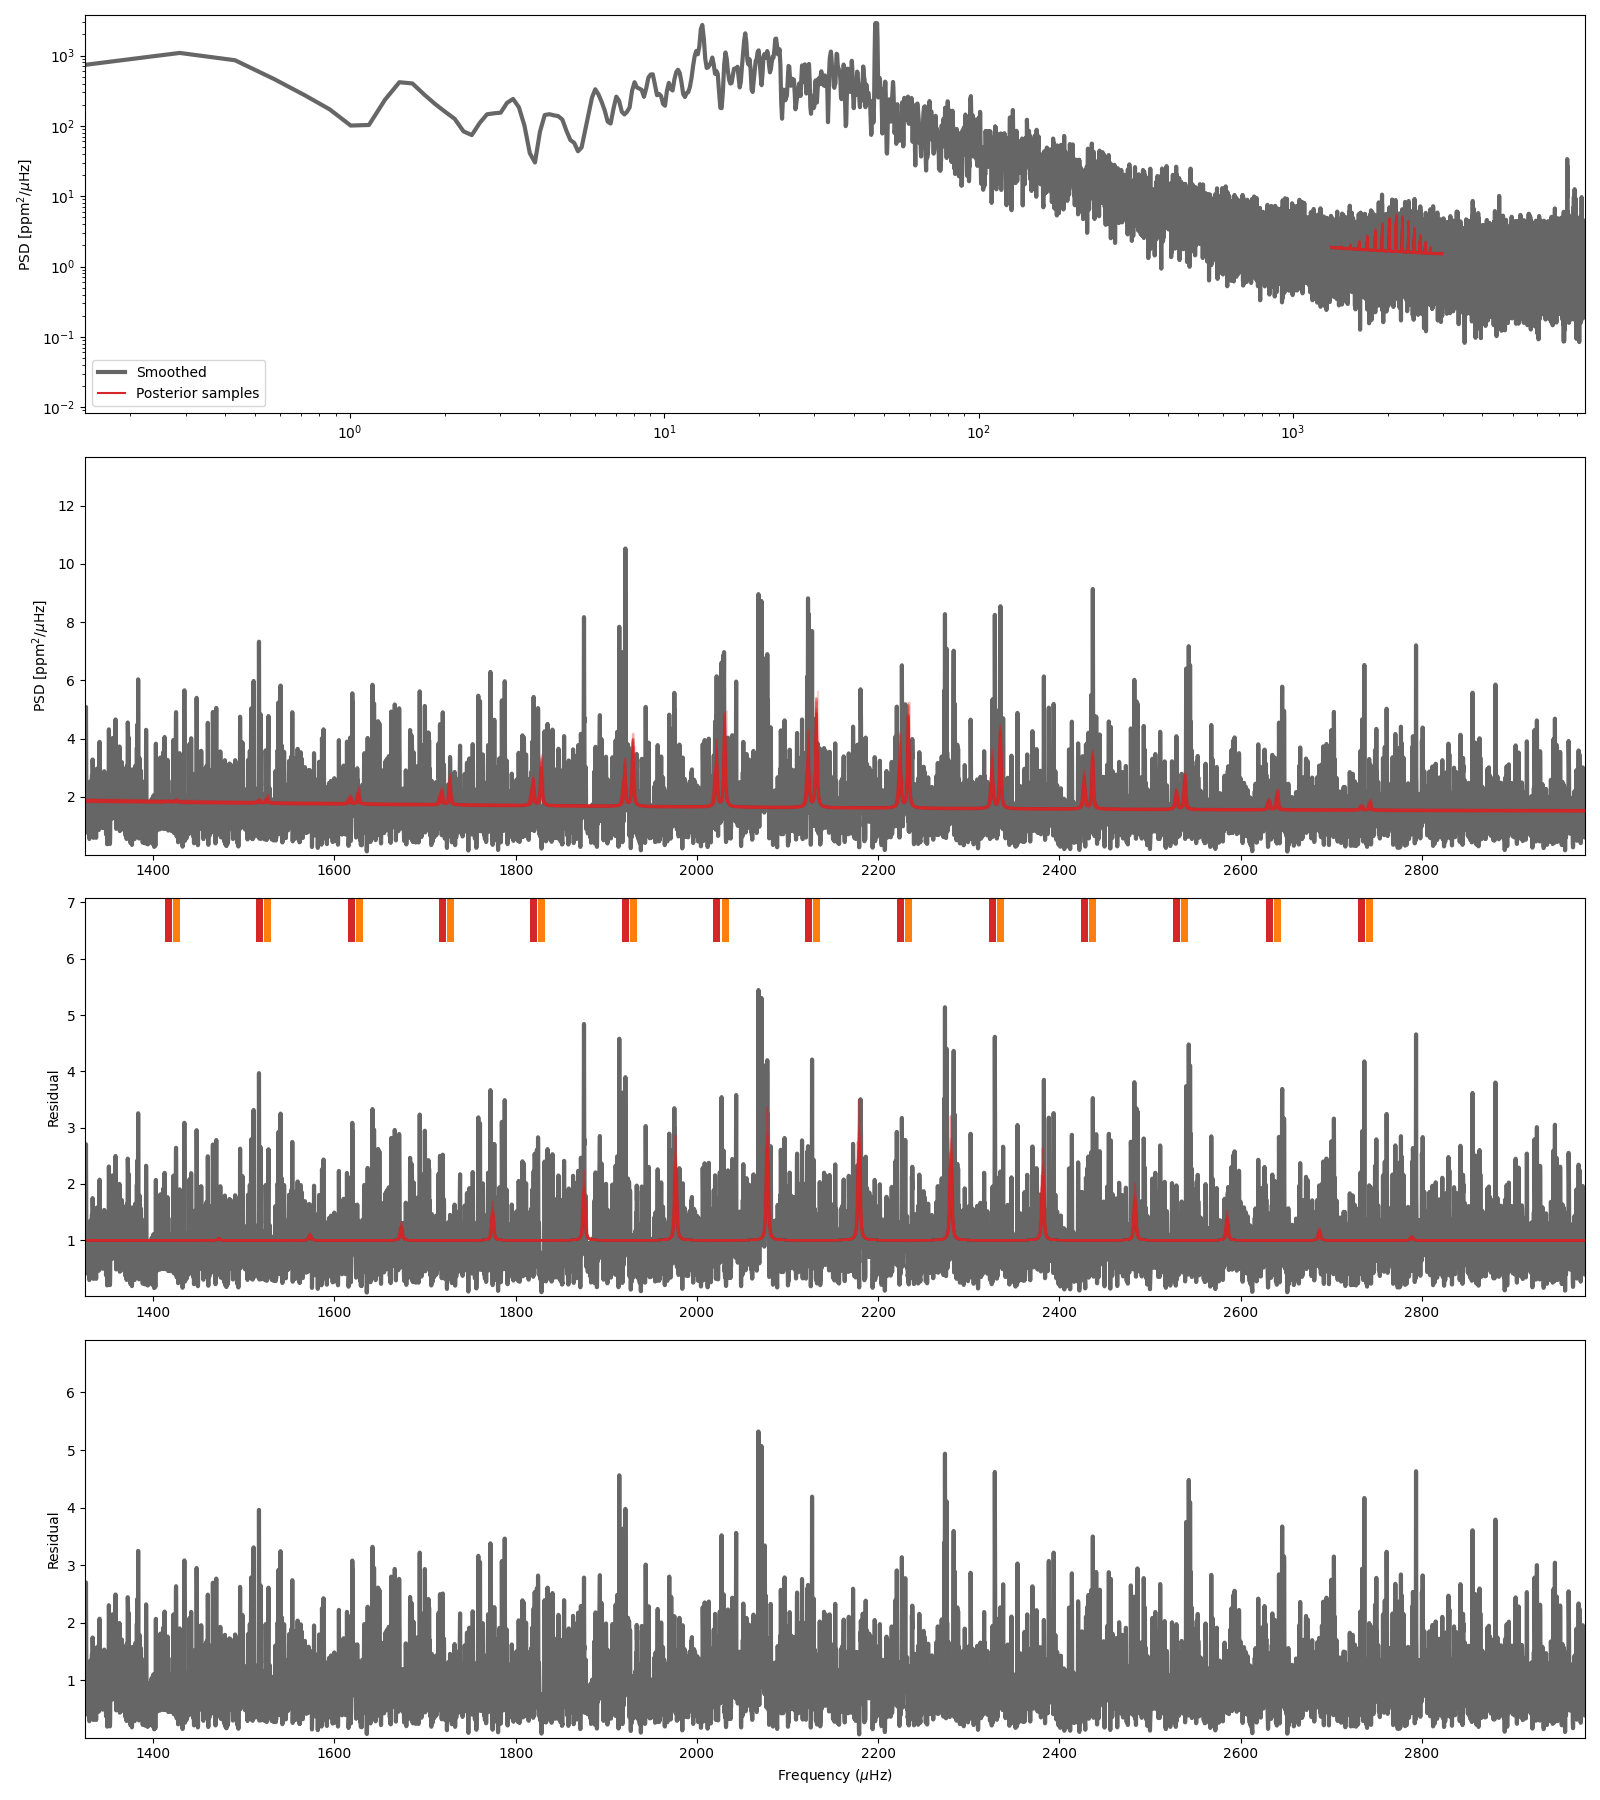 10³
10²
10¹
10⁰
10⁻¹
10⁻²
PSD [ppm²/μHz]
Smoothed
Posterior samples
10⁰ 10¹ 10² 10³
12
10
8
6
4
2
PSD [ppm²/μHz]
1400 1600 1800 2000 2200 2400 2600 2800
7
6
5
4
3
2
1
Residual
1400 1600 1800 2000 2200 2400 2600 2800
6
5
4
3
2
1
Residual
1400 1600 1800 2000 2200 2400 2600 2800
Frequency (μHz)